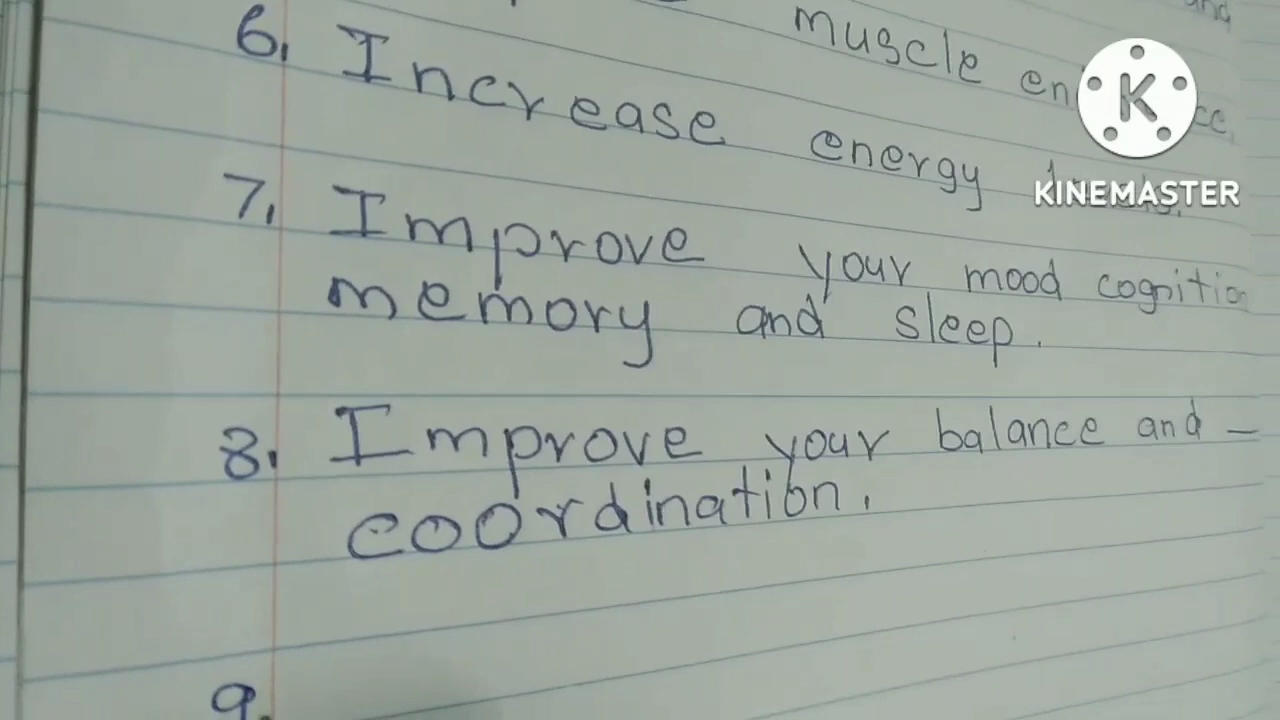 and
muscle
6. Increase energy
7. Improve your mood cognition
memory and sleep.
8. Improve your balance and -
coordination.
9.
K
KINEMASTER